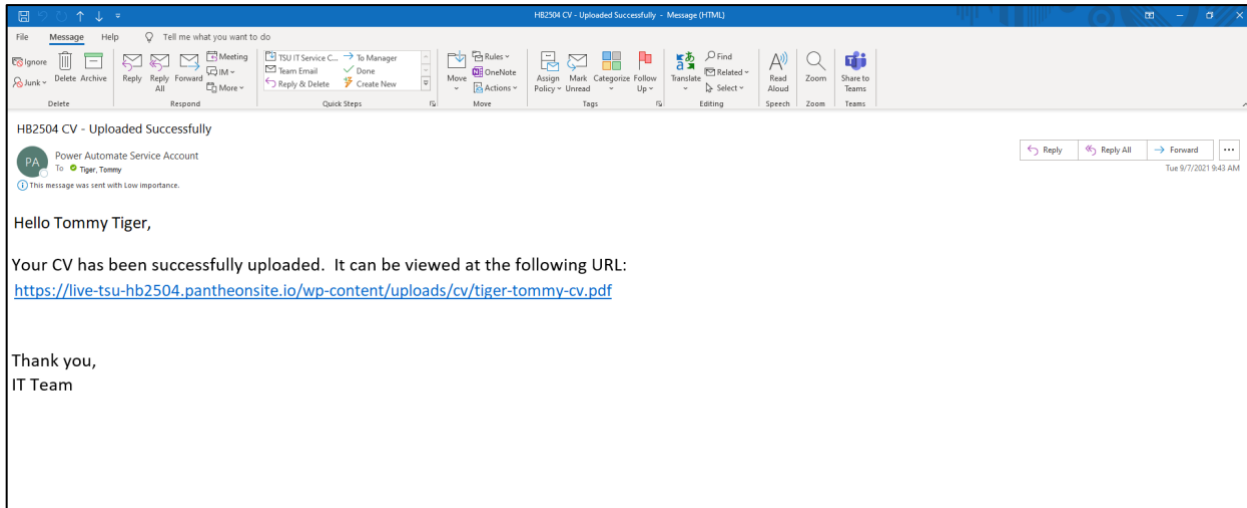 HB2504 CV - Uploaded Successfully - Message (HTML)
File Message Help Tell me what you want to do
Ignore
Junk
Delete
Archive
Reply
Reply All
Forward
Meeting
IM
More
TSU IT Service C...
Team Email
Reply & Delete
To Manager
Done
Create New
Move
Rules
OneNote
Actions
Assign Policy
Mark Unread
Categorize
Follow Up
Translate
Find
Related
Select
Read Aloud
Zoom
Share to Teams
Delete Respond Quick Steps Move Tags Editing Speech Zoom Teams
HB2504 CV - Uploaded Successfully
PA
Power Automate Service Account
To Tiger, Tommy
This message was sent with Low importance.
Reply Reply All Forward ...
Tue 9/7/2021 9:43 AM
Hello Tommy Tiger,
Your CV has been successfully uploaded. It can be viewed at the following URL:
https://live-tsu-hb2504.pantheonsite.io/wp-content/uploads/cv/tiger-tommy-cv.pdf
Thank you,
IT Team